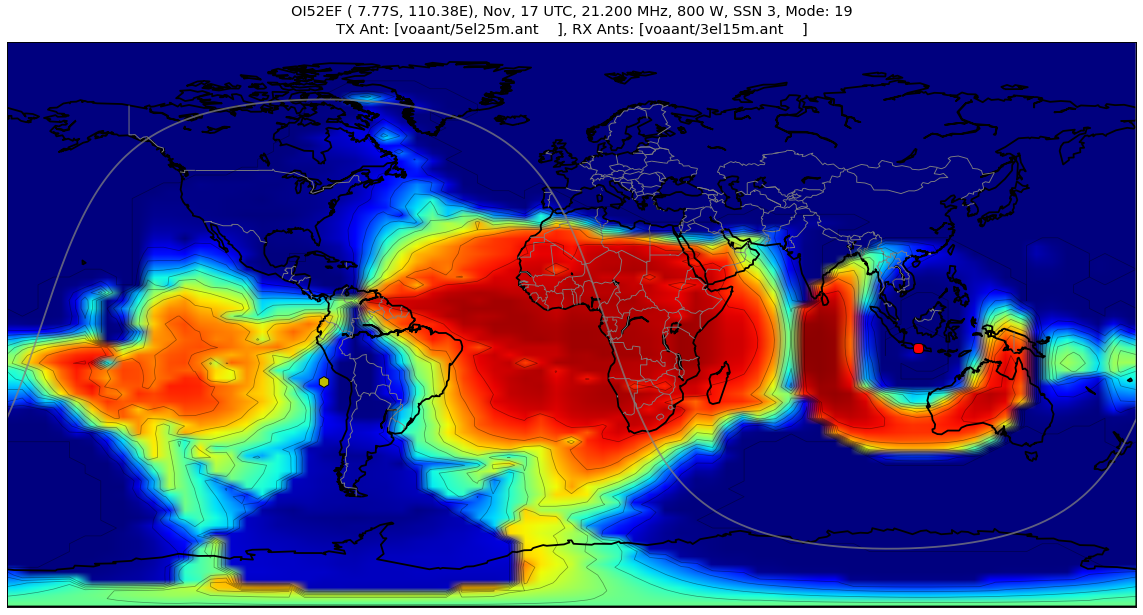 OI52EF ( 7.77S, 110.38E), Nov, 17 UTC, 21.200 MHz, 800 W, SSN 3, Mode: 19
TX Ant: [voaant/5el25m.ant    ], RX Ants: [voaant/3el15m.ant    ]